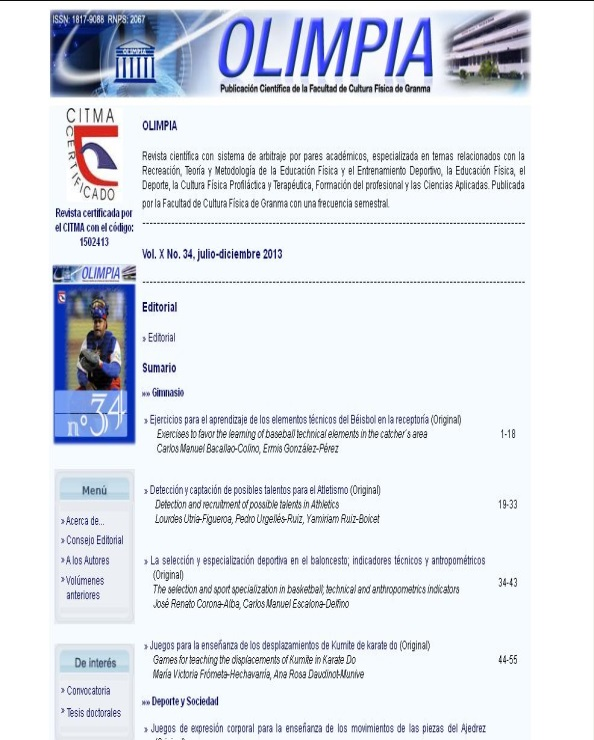 ISSN: 1817-9088 RNPS: 2067
OLIMPIA
OLIMPIA
Publicación Científica de la Facultad de Cultura Física de Granma
CITMA
CERTIFICADO
Revista certificada por
el CITMA con el código:
1502413
OLIMPIA
nº 34
Menú
» Acerca de...
» Consejo Editorial
» A los Autores
» Volúmenes
anteriores
De interés
» Convocatoria
» Tesis doctorales
OLIMPIA
Revista científica con sistema de arbitraje por pares académicos, especializada en temas relacionados con la
Recreación, Teoría y Metodología de la Educación Física y el Entrenamiento Deportivo, la Educación Física, el
Deporte, la Cultura Física Profiláctica y Terapéutica, Formación del profesional y las Ciencias Aplicadas. Publicada
por la Facultad de Cultura Física de Granma con una frecuencia semestral.
Vol. X No. 34, julio-diciembre 2013
Editorial
» Editorial
Sumario
»» Gimnasio
» Ejercicios para el aprendizaje de los elementos técnicos del Béisbol en la receptoría (Original)
Exercises to favor the learning of baseball technical elements in the catcher´s area 1-18
Carlos Manuel Bacallao-Colino, Ermis González-Pérez
» Detección y captación de posibles talentos para el Atletismo (Original)
Detection and recruitment of possible talents in Athletics 19-33
Lourdes Utria-Figueroa, Pedro Urgellés-Ruiz, Yamiriam Ruiz-Boicet
» La selección y especialización deportiva en el baloncesto; indicadores técnicos y antropométricos
(Original)
The selection and sport specialization in basketball; technical and anthropometrics indicators 34-43
José Renato Corona-Alba, Carlos Manuel Escalona-Delfino
» Juegos para la enseñanza de los desplazamientos de Kumite de karate do (Original)
Games for teaching the displacements of Kumite in Karate Do 44-55
María Victoria Frómeta-Hechavarría, Ana Rosa Daudinot-Munive
»» Deporte y Sociedad
» Juegos de expresión corporal para la enseñanza de los movimientos de las piezas del Ajedrez